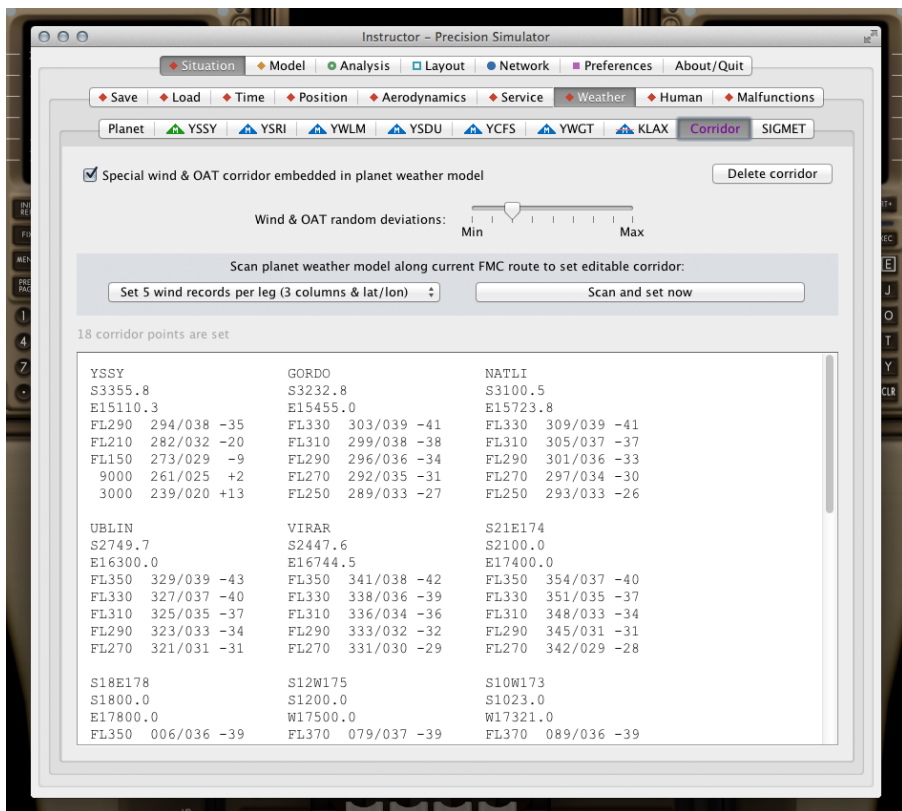 Instructor – Precision Simulator
Situation Model Analysis Layout Network Preferences About/Quit
Save Load Time Position Aerodynamics Service Weather Human Malfunctions
Planet YSSY YSRI YWLM YSDU YCFS YWGT KLAX Corridor SIGMET
Special wind & OAT corridor embedded in planet weather model Delete corridor
Wind & OAT random deviations:
Min Max
Scan planet weather model along current FMC route to set editable corridor:
Set 5 wind records per leg (3 columns & lat/lon) Scan and set now
18 corridor points are set
YSSY GORDO NATLI
S3355.8 S3232.8 S3100.5
E15110.3 E15455.0 E15723.8
FL290 294/038 -35 FL330 303/039 -41 FL330 309/039 -41
FL210 282/032 -20 FL310 299/038 -38 FL310 305/037 -37
FL150 273/029 -9 FL290 296/036 -34 FL290 301/036 -33
9000 261/025 +2 FL270 292/035 -31 FL270 297/034 -30
3000 239/020 +13 FL250 289/033 -27 FL250 293/033 -26
UBLIN VIRAR S21E174
S2749.7 S2447.6 S2100.0
E16300.0 E16744.5 E17400.0
FL350 329/039 -43 FL350 341/038 -42 FL350 354/037 -40
FL330 327/037 -40 FL330 338/036 -39 FL330 351/035 -37
FL310 325/035 -37 FL310 336/034 -36 FL310 348/033 -34
FL290 323/033 -34 FL290 333/032 -32 FL290 345/031 -31
FL270 321/031 -31 FL270 331/030 -29 FL270 342/029 -28
S18E178 S12W175 S10W173
S1800.0 S1200.0 S1023.0
E17800.0 W17500.0 W17321.0
FL350 006/036 -39 FL370 079/037 -39 FL370 089/036 -39
FIX
MEN
1
4
7
E
J
O
T
Y
CLR